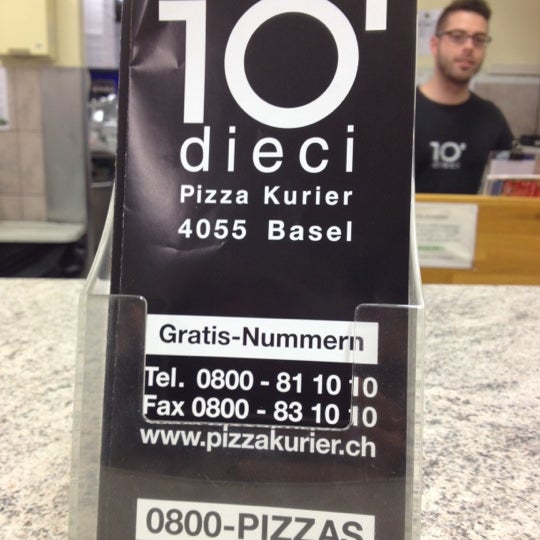 10'
dieci
Pizza Kurier
4055 Basel
Gratis-Nummern
Tel. 0800 - 81 10 10
Fax 0800 - 83 10 10
www.pizzakurier.ch
0800-PIZZAS
10'
dieci